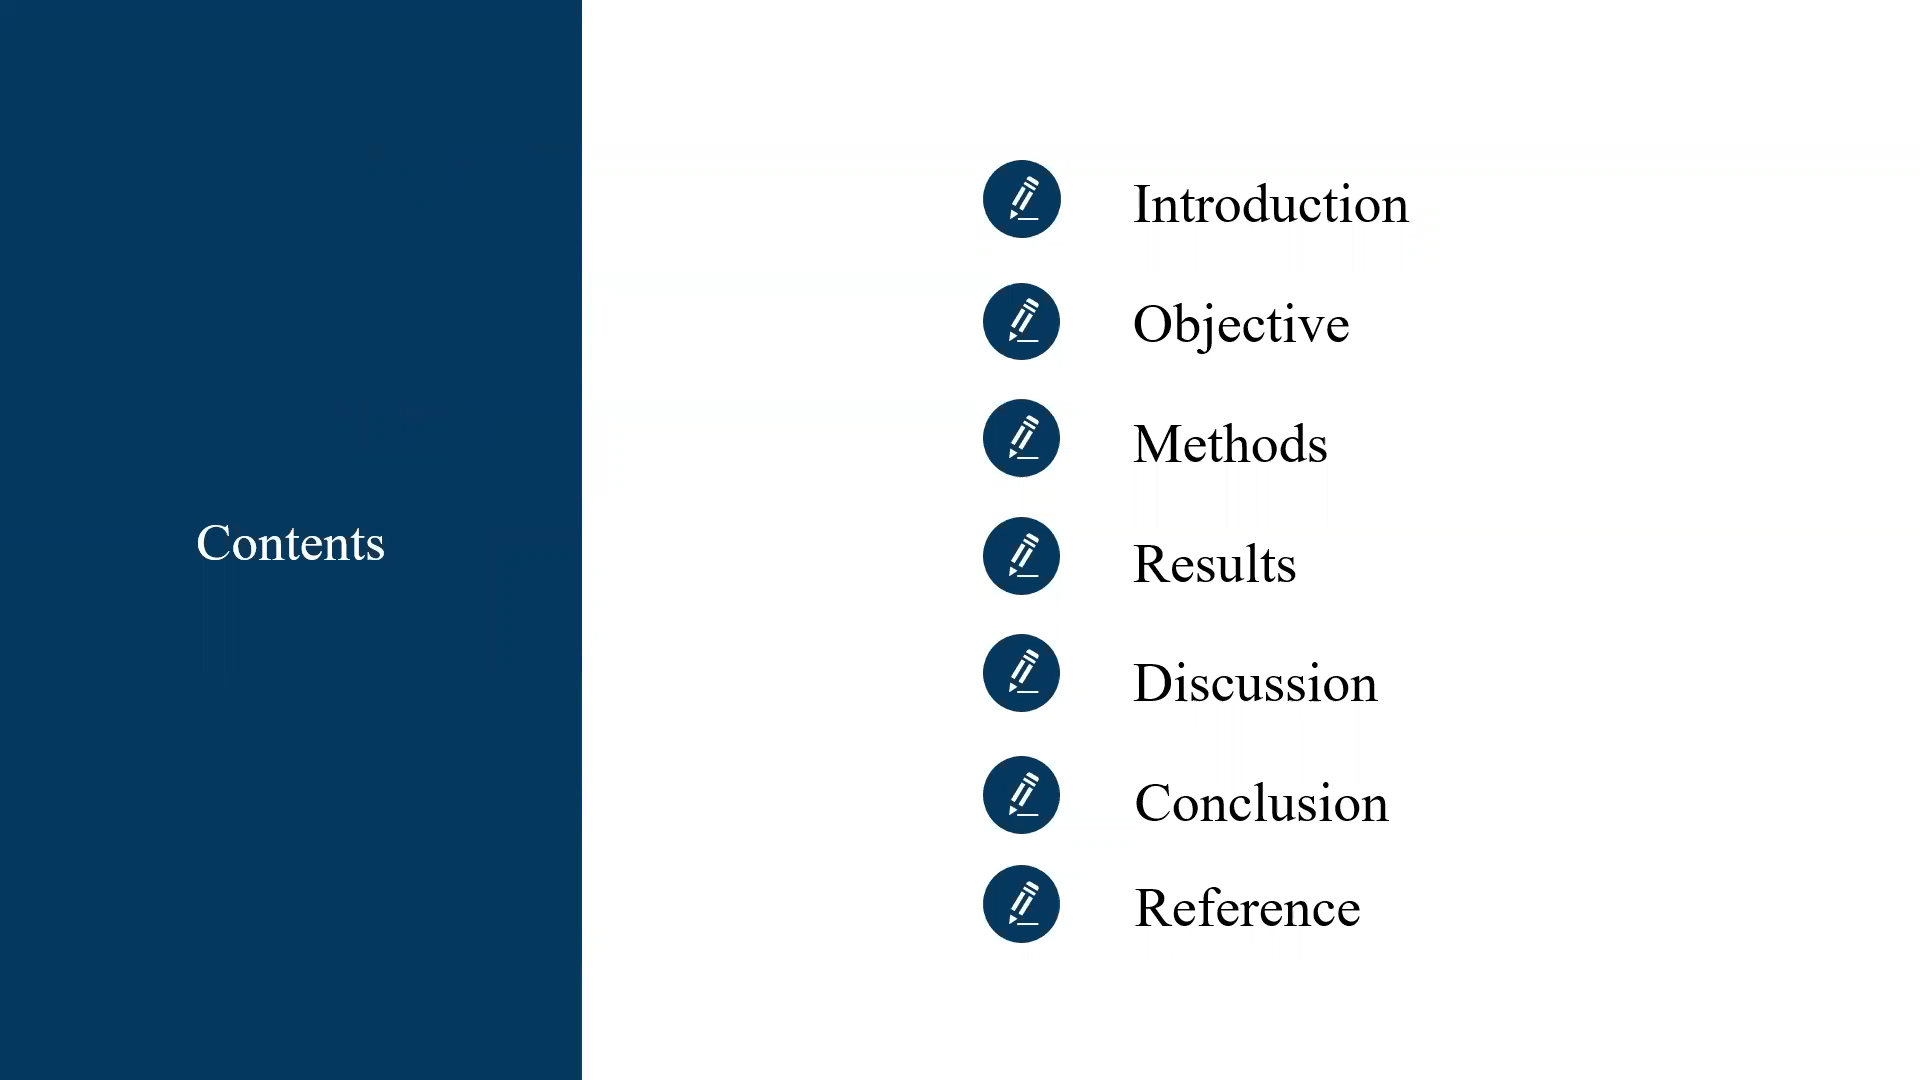 Contents
Introduction
Objective
Methods
Results
Discussion
Conclusion
Reference